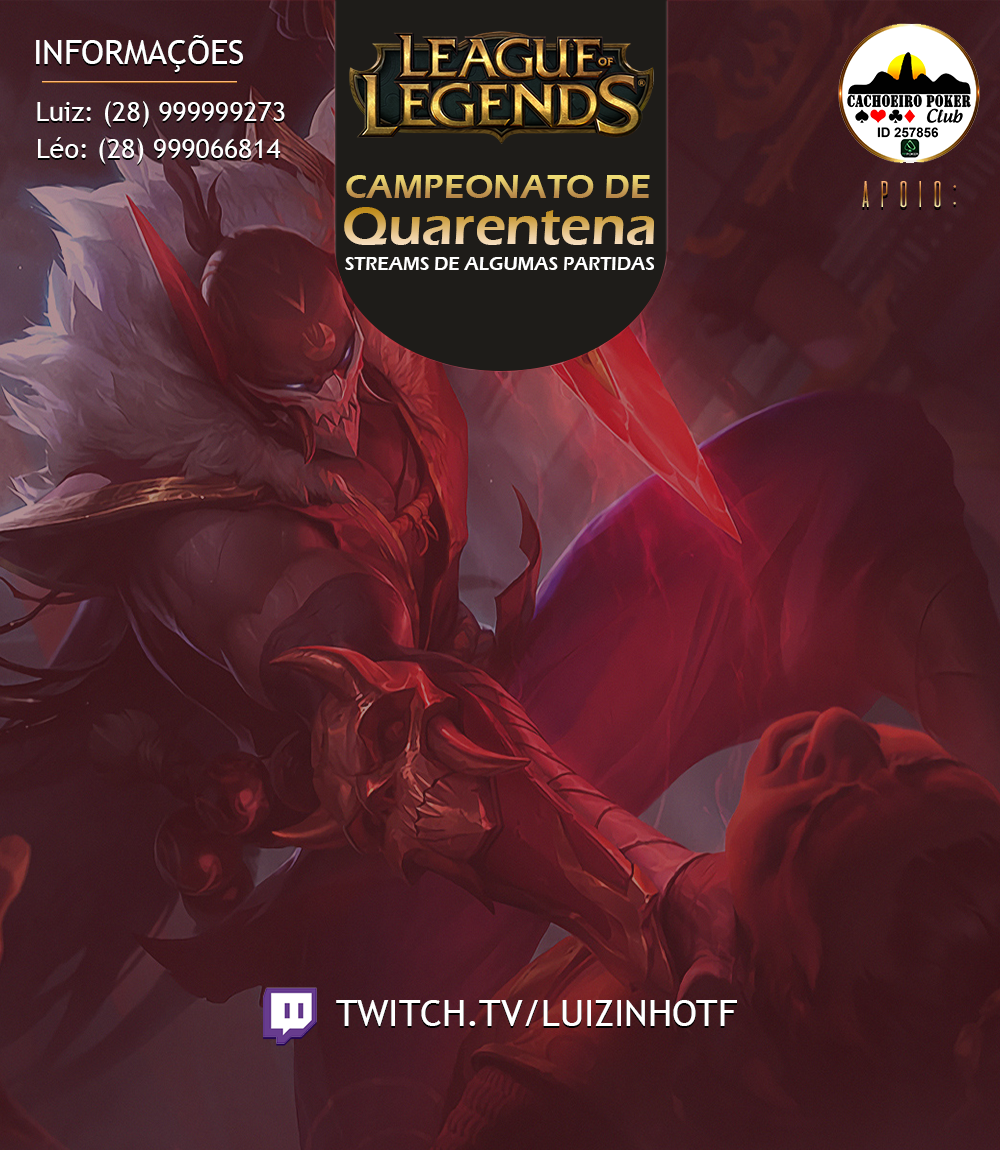 INFORMAÇÕES
Luiz: (28) 999999273
Léo: (28) 999066814
LEAGUE OF
LEGENDS®
CAMPEONATO DE
Quarentena
STREAMS DE ALGUMAS PARTIDAS
CACHOEIRO POKER
Club
ID 257856
APOIO:
TWITCH.TV/LUIZINHOTF